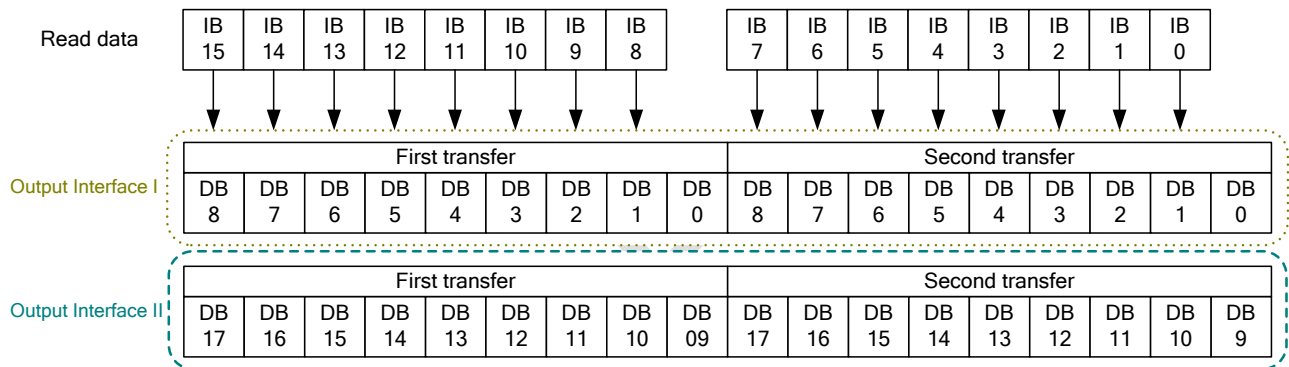 Read data
IB IB IB IB IB IB IB IB IB IB IB IB IB IB IB IB
15 14 13 12 11 10 9 8 7 6 5 4 3 2 1 0
First transfer Second transfer
Output Interface I
DB DB DB DB DB DB DB DB DB DB DB DB DB DB DB DB DB DB
8 7 6 5 4 3 2 1 0 8 7 6 5 4 3 2 1 0
First transfer Second transfer
Output Interface II
DB DB DB DB DB DB DB DB DB DB DB DB DB DB DB DB DB DB
17 16 15 14 13 12 11 10 09 17 16 15 14 13 12 11 10 9